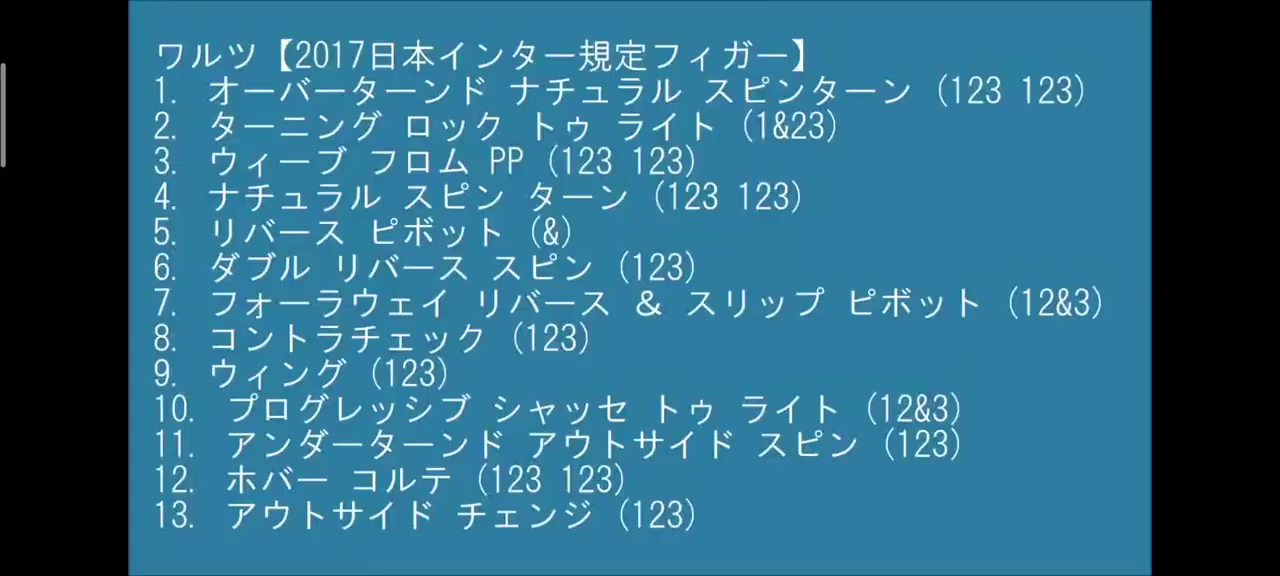 ワルツ【2017日本インター規定フィガー】
1. オーバーターンド ナチュラル スピンターン (123 123)
2. ターニング ロック トゥ ライト (1&23)
3. ウィーブ フロム PP (123 123)
4. ナチュラル スピン ターン (123 123)
5. リバース ピボット (&)
6. ダブル リバース スピン (123)
7. フォーラウェイ リバース & スリップ ピボット (12&3)
8. コントラチェック (123)
9. ウィング (123)
10. プログレッシブ シャッセ トゥ ライト (12&3)
11. アンダーターンド アウトサイド スピン (123)
12. ホバー コルテ (123 123)
13. アウトサイド チェンジ (123)